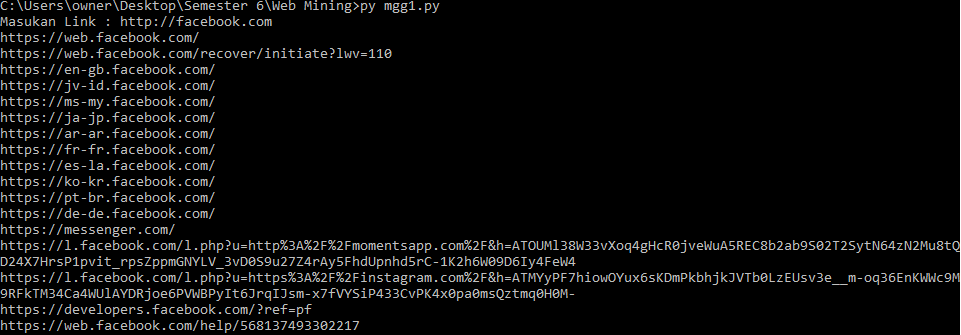 C:\Users\owner\Desktop\Semester 6\Web Mining>py mgg1.py
Masukan Link : http://facebook.com
https://web.facebook.com/
https://web.facebook.com/recover/initiate?lwv=110
https://en-gb.facebook.com/
https://jv-id.facebook.com/
https://ms-my.facebook.com/
https://ja-jp.facebook.com/
https://ar-ar.facebook.com/
https://fr-fr.facebook.com/
https://es-la.facebook.com/
https://ko-kr.facebook.com/
https://pt-br.facebook.com/
https://de-de.facebook.com/
https://messenger.com/
https://l.facebook.com/l.php?u=http%3A%2F%2Fmomentsapp.com%2F&h=ATOUMl38W33vXoq4gHcR0jveWuA5REC8b2ab9S02T2SytN64zN2Mu8tQ
D24X7HrsP1pvit_rpsZppmGNYLV_3vD0S9u27Z4rAy5FhdUpnhd5rC-1K2h6W09D6Iy4FeW4
https://l.facebook.com/l.php?u=https%3A%2F%2Finstagram.com%2F&h=ATMYyPF7hiowOYux6sKDmPkbhjkJVTb0LzEUsv3e__m-oq36EnKWWc9M
9RFkTM34Ca4WUlAYDRjoe6PVWBPyIt6JrqIJsm-x7fVYSiP433CvPK4x0pa0msQztmq0H0M-
https://developers.facebook.com/?ref=pf
https://web.facebook.com/help/568137493302217